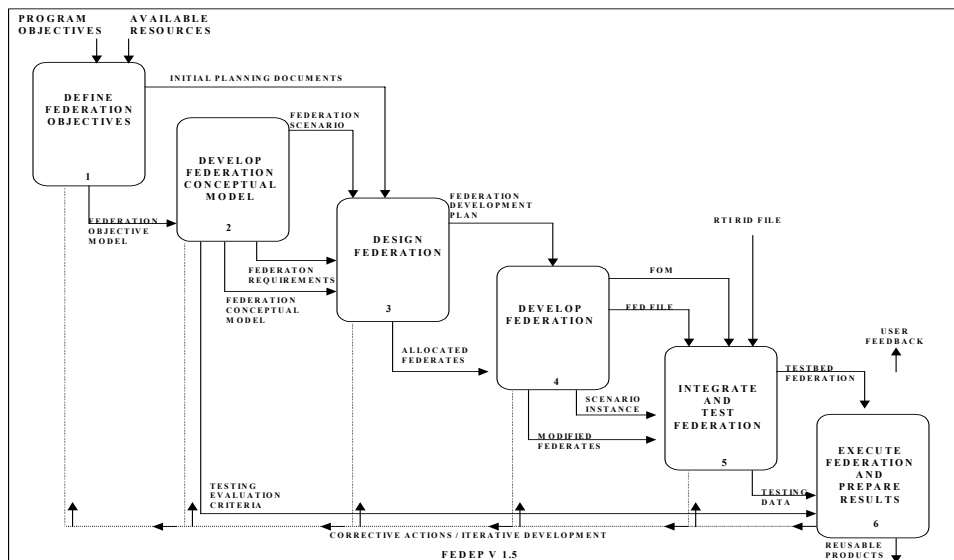 PROGRAM
OBJECTIVES
AVAILABLE
RESOURCES
INITIAL PLANNING DOCUMENTS
DEFINE
FEDERATION
OBJECTIVES
1
FEDERATION
OBJECTIVE
MODEL
FEDERATION
SCENARIO
DEVELOP
FEDERATION
CONCEPTUAL
MODEL
2
FEDERATON
REQUIREMENTS
FEDERATION
CONCEPTUAL
MODEL
FEDERATION
DEVELOPMENT
PLAN
DESIGN
FEDERATION
3
ALLOCATED
FEDERATES
RTI RID FILE
FOM
FED FILE
DEVELOP
FEDERATION
4
SCENARIO
INSTANCE
MODIFIED
FEDERATES
USER
FEEDBACK
INTEGRATE
AND
TEST
FEDERATION
5
TESTBED
FEDERATION
TESTING
DATA
EXECUTE
FEDERATION
AND
PREPARE
RESULTS
6
TESTING
EVALUATION
CRITERIA
CORRECTIVE ACTIONS / ITERATIVE DEVELOPMENT
REUSABLE
PRODUCTS
FEDEP V 1.5